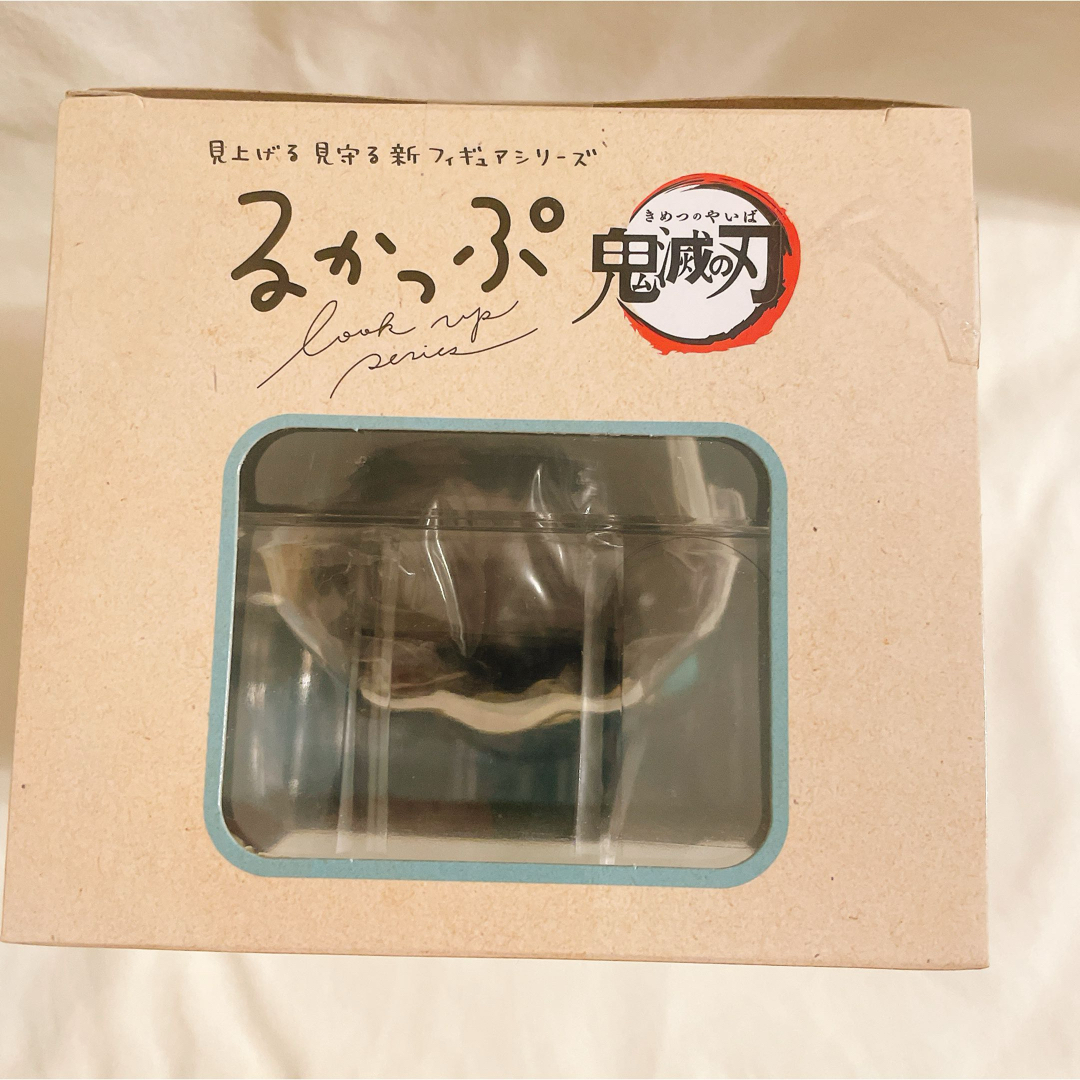 見上げる 見守る 新フィギュアシリーズ
るかっぷ
look up
series
きめつのやいば
鬼滅の刃